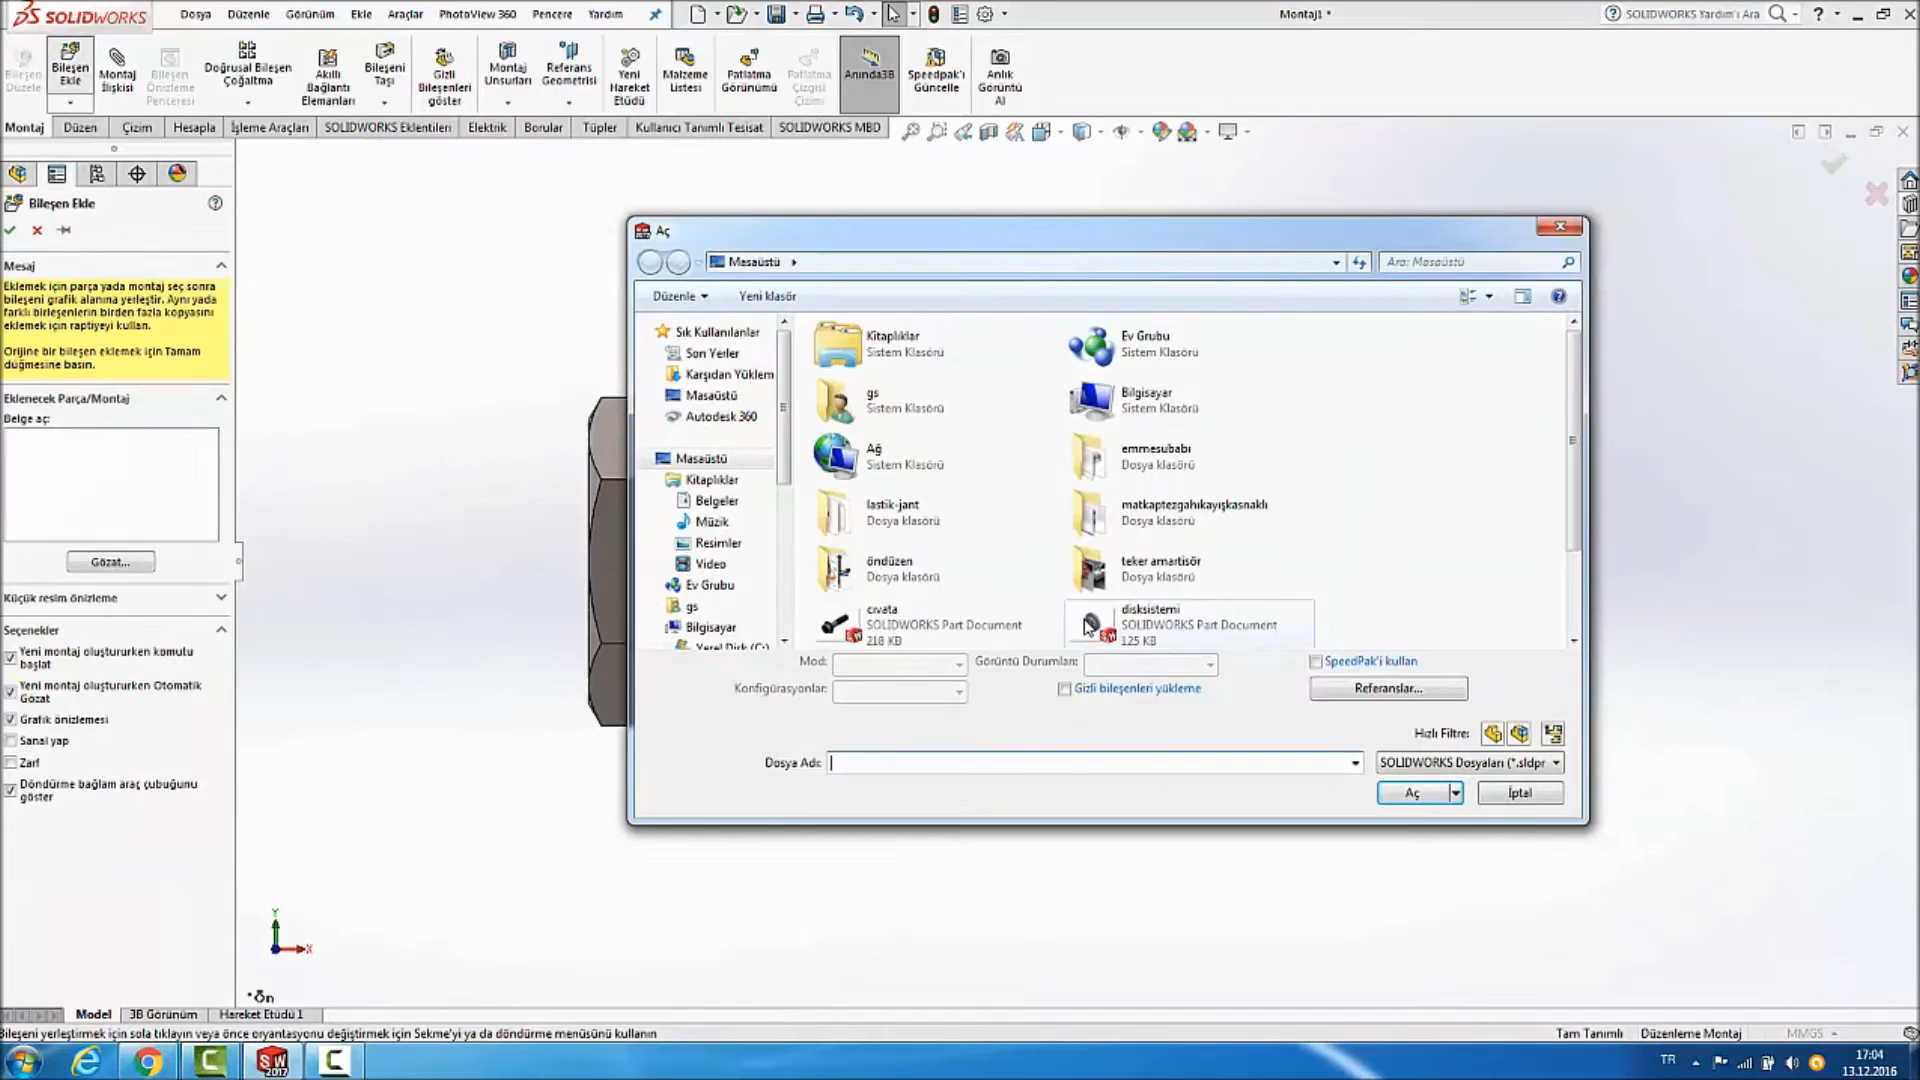 SOLIDWORKS
Dosya Düzenle Görünüm Ekle Araçlar PhotoView 360 Pencere Yardım
Montaj1 *
SOLIDWORKS Yardım'ı Ara
Bileşen Düzele
Bileşen Ekle
Montaj İlişkisi
Bileşen Önizleme Penceresi
Doğrusal Bileşen Çoğaltma
Akıllı Bağlantı Elemanları
Bileşeni Taşı
Gizli Bileşenleri göster
Montaj Unsurları
Referans Geometrisi
Yeni Hareket Etüdü
Malzeme Listesi
Patlatma Görünümü
Patlatma Çizgisi Çizimi
Anında3B
Speedpak'ı Güncelle
Anlık Görüntü Al
Montaj Düzen Çizim Hesapla İşleme Araçları SOLIDWORKS Eklentileri Elektrik Borular Tüpler Kullanıcı Tanımlı Tesisat SOLIDWORKS MBD
Bileşen Ekle
Mesaj
Eklemek için parça yada montaj seç sonra
bileşeni grafik alanına yerleştir. Aynı yada
farklı birleşenlerin birden fazla kopyasını
eklemek için raptiyeyi kullan.
Orijine bir bileşen eklemek için Tamam
düğmesine basın.
Eklenecek Parça/Montaj
Belge aç:
Gözat...
Küçük resim önizleme
Seçenekler
Yeni montaj oluştururken komutu
başlat
Yeni montaj oluştururken Otomatik
Gözat
Grafik önizlemesi
Sanal yap
Zarf
Döndürme bağlam araç çubuğunu
göster
Aç
Masaüstü
Ara: Masaüstü
Düzenle Yeni klasör
Sık Kullanılanlar
Son Yerler
Karşıdan Yüklem
Masaüstü
Autodesk 360
Masaüstü
Kitaplıklar
Belgeler
Müzik
Resimler
Video
Ev Grubu
gs
Bilgisayar
Yerel Disk (C:)
Kitaplıklar
Sistem Klasörü
Ev Grubu
Sistem Klasörü
gs
Sistem Klasörü
Bilgisayar
Sistem Klasörü
Ağ
Sistem Klasörü
emmesubabı
Dosya klasörü
lastik-jant
Dosya klasörü
matkaptezgahıkayışkasnaklı
Dosya klasörü
öndüzen
Dosya klasörü
teker amartisör
Dosya klasörü
cıvata
SOLIDWORKS Part Document
218 KB
disksistemi
SOLIDWORKS Part Document
125 KB
Mod:
Görüntü Durumları:
SpeedPak'i kullan
Konfigürasyonlar:
Gizli bileşenleri yükleme
Referanslar...
Hızlı Filtre:
Dosya Adı:
SOLIDWORKS Dosyaları (*.sldpr
Aç
İptal
Y
X
*Ön
Model 3B Görünüm Hareket Etüdü 1
Bileşeni yerleştirmek için sola tıklayın veya önce oryantasyonu değiştirmek için Sekme'yi ya da döndürme menüsünü kullanın
Tam Tanımlı Düzenleme Montaj MMGS
SW
2017
TR
17:04
13.12.2016